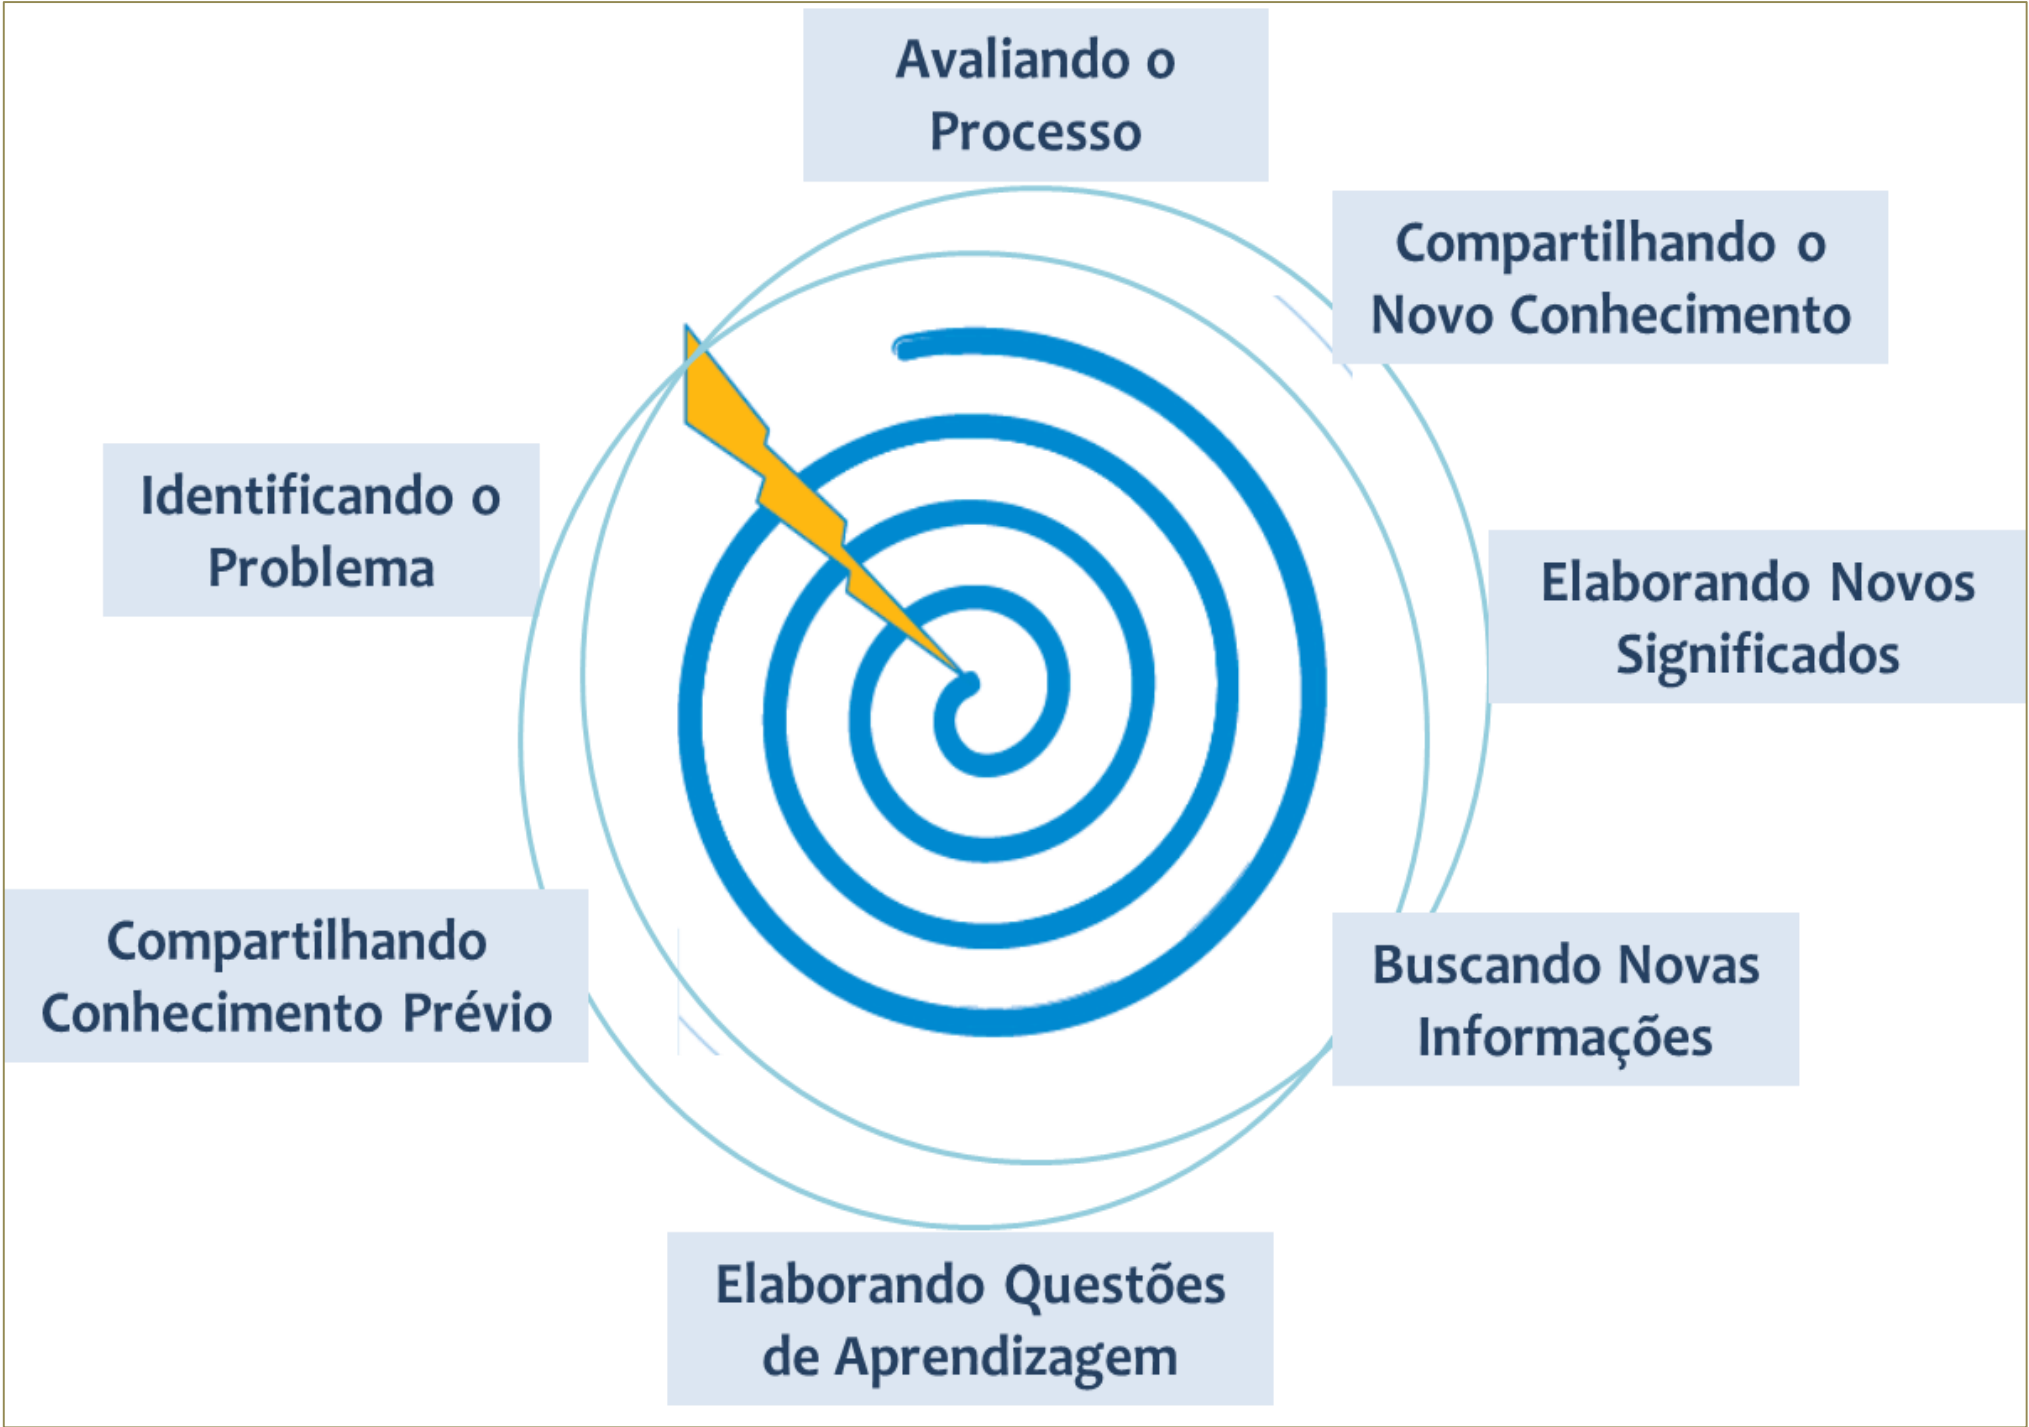 Avaliando o
Processo
Compartilhando o
Novo Conhecimento
Identificando o
Problema
Elaborando Novos
Significados
Compartilhando
Conhecimento Prévio
Buscando Novas
Informações
Elaborando Questões
de Aprendizagem